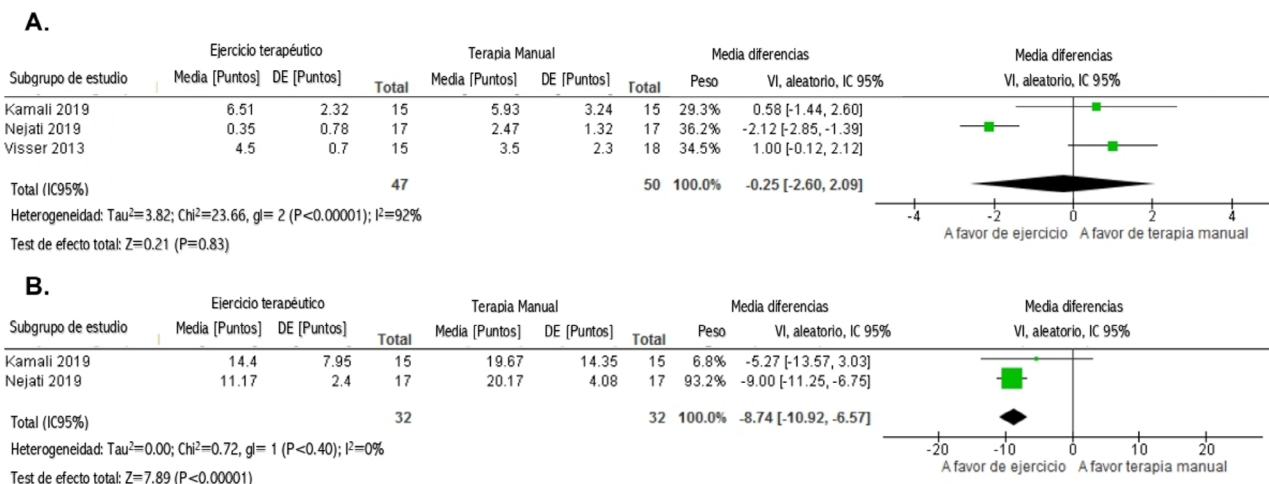 A.
Ejercicio terapéutico Terapia Manual Media diferencias Media diferencias
Subgrupo de estudio Media [Puntos] DE [Puntos] Total Media [Puntos] DE [Puntos] Total Peso VI, aleatorio, IC 95% VI, aleatorio, IC 95%
Kamali 2019 6.51 2.32 15 5.93 3.24 15 29.3% 0.58 [-1.44, 2.60]
Nejati 2019 0.35 0.78 17 2.47 1.32 17 36.2% -2.12 [-2.85, -1.39]
Visser 2013 4.5 0.7 15 3.5 2.3 18 34.5% 1.00 [-0.12, 2.12]
Total (IC95%) 47 50 100.0% -0.25 [-2.60, 2.09]
Heterogeneidad: Tau²=3.82; Chi²=23.66, gl= 2 (P<0.00001); I²=92%
-4 -2 0 2 4
Test de efecto total: Z=0.21 (P=0.83)
A favor de ejercicio A favor de terapia manual
B.
Ejercicio terapéutico Terapia Manual Media diferencias Media diferencias
Subgrupo de estudio Media [Puntos] DE [Puntos] Total Media [Puntos] DE [Puntos] Total Peso VI, aleatorio, IC 95% VI, aleatorio, IC 95%
Kamali 2019 14.4 7.95 15 19.67 14.35 15 6.8% -5.27 [-13.57, 3.03]
Nejati 2019 11.17 2.4 17 20.17 4.08 17 93.2% -9.00 [-11.25, -6.75]
Total (IC95%) 32 32 100.0% -8.74 [-10.92, -6.57]
Heterogeneidad: Tau²=0.00; Chi²=0.72, gl= 1 (P<0.40); I²=0%
-20 -10 0 10 20
Test de efecto total: Z=7.89 (P<0.00001)
A favor de ejercicio A favor terapia manual